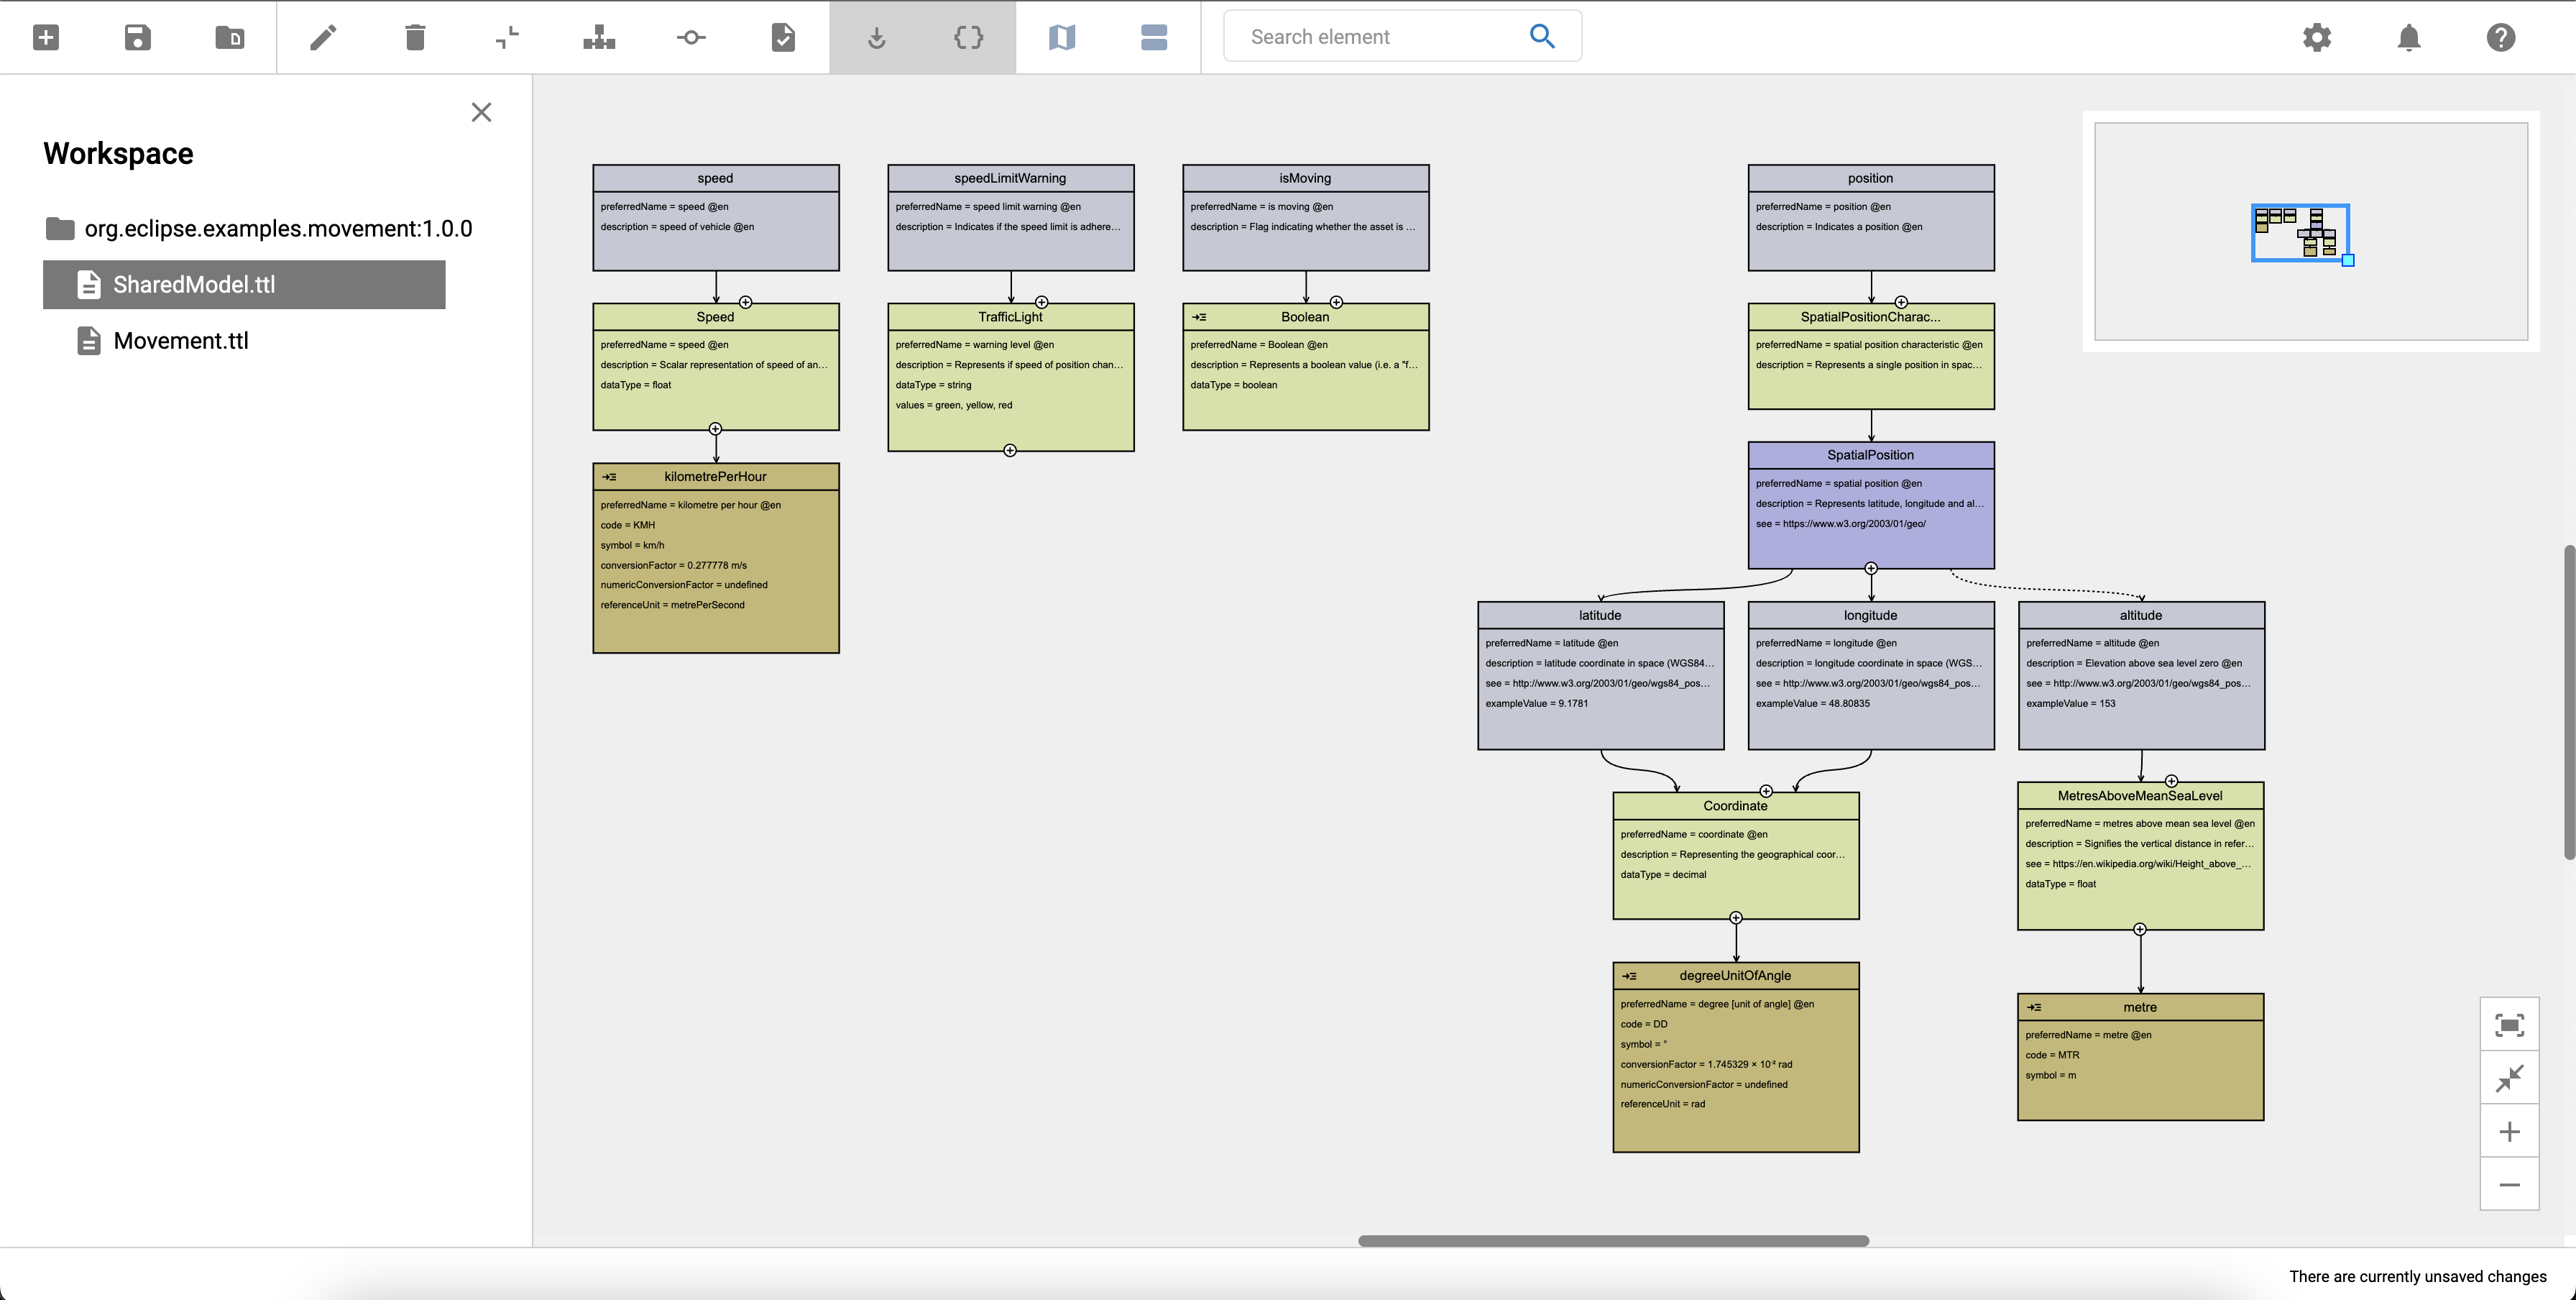 Search element
Workspace
org.eclipse.examples.movement:1.0.0
SharedModel.ttl
Movement.ttl
speed
preferredName = speed @en
description = speed of vehicle @en
Speed
preferredName = speed @en
description = Scalar representation of speed of an...
dataType = float
kilometrePerHour
preferredName = kilometre per hour @en
code = KMH
symbol = km/h
conversionFactor = 0.277778 m/s
numericConversionFactor = undefined
referenceUnit = metrePerSecond
speedLimitWarning
preferredName = speed limit warning @en
description = Indicates if the speed limit is adhere...
TrafficLight
preferredName = warning level @en
description = Represents if speed of position chan...
dataType = string
values = green, yellow, red
isMoving
preferredName = is moving @en
description = Flag indicating whether the asset is ...
Boolean
preferredName = Boolean @en
description = Represents a boolean value (i.e. a "f...
dataType = boolean
position
preferredName = position @en
description = Indicates a position @en
SpatialPositionCharac...
preferredName = spatial position characteristic @en
description = Represents a single position in spac...
SpatialPosition
preferredName = spatial position @en
description = Represents latitude, longitude and al...
see = https://www.w3.org/2003/01/geo/
latitude
preferredName = latitude @en
description = latitude coordinate in space (WGS84...
see = http://www.w3.org/2003/01/geo/wgs84_pos...
exampleValue = 9.1781
longitude
preferredName = longitude @en
description = longitude coordinate in space (WGS...
see = http://www.w3.org/2003/01/geo/wgs84_pos...
exampleValue = 48.80835
altitude
preferredName = altitude @en
description = Elevation above sea level zero @en
see = http://www.w3.org/2003/01/geo/wgs84_pos...
exampleValue = 153
Coordinate
preferredName = coordinate @en
description = Representing the geographical coor...
dataType = decimal
MetresAboveMeanSeaLevel
preferredName = metres above mean sea level @en
description = Signifies the vertical distance in refer...
see = https://en.wikipedia.org/wiki/Height_above_...
dataType = float
degreeUnitOfAngle
preferredName = degree [unit of angle] @en
code = DD
symbol = °
conversionFactor = 1.745329 × 10⁻² rad
numericConversionFactor = undefined
referenceUnit = rad
metre
preferredName = metre @en
code = MTR
symbol = m
There are currently unsaved changes